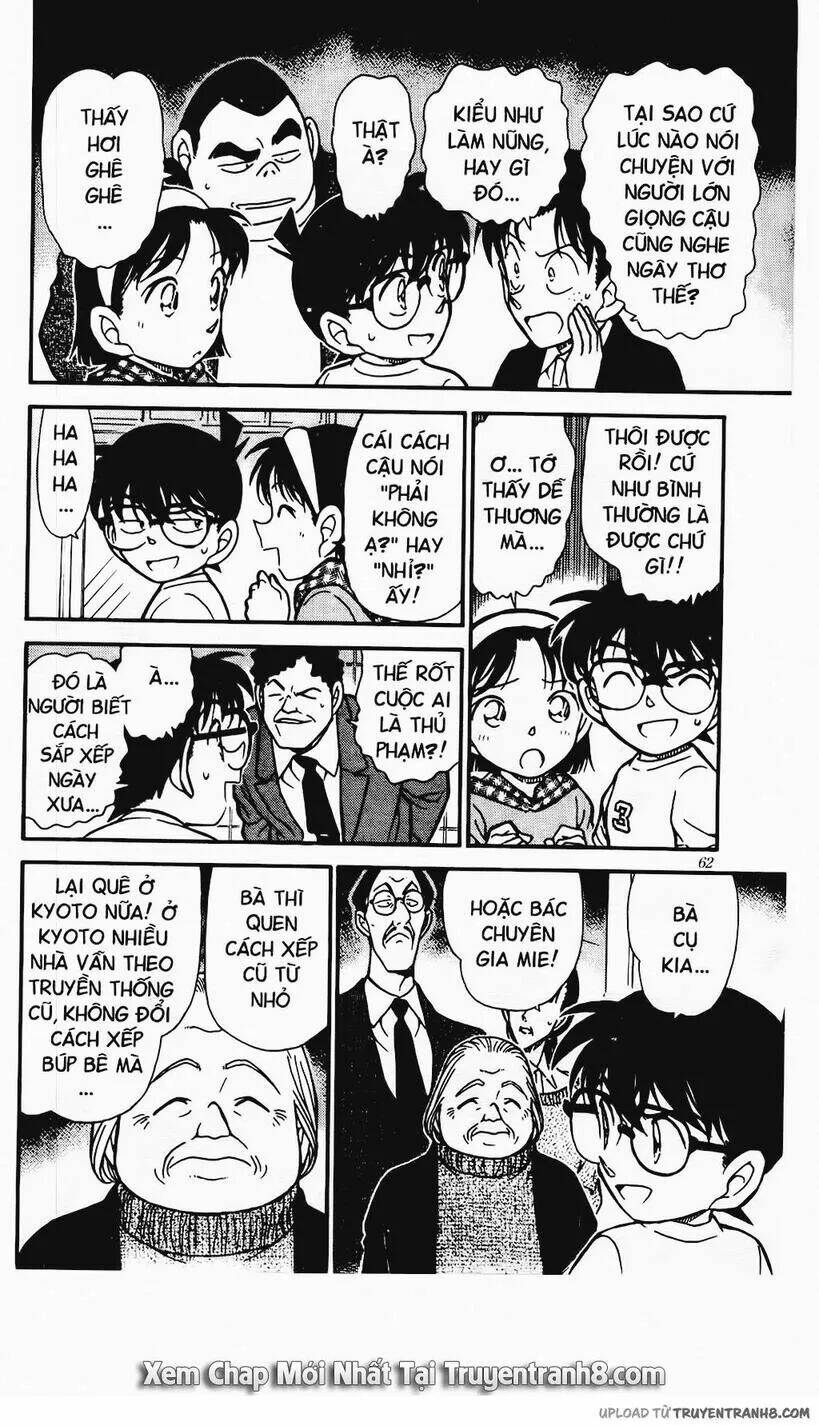 TẠI SAO CỨ
LÚC NÀO NÓI
CHUYỆN VỚI
NGƯỜI LỚN
GIỌNG CẬU
CŨNG NGHE
NGÂY THƠ
THẾ?
KIỂU NHƯ
LÀM NŨNG,
HAY GÌ
ĐÓ...
THẬT
À?
THẤY
HƠI
GHÊ
GHÊ
...
THÔI ĐƯỢC
RỒI! CỨ
NHƯ BÌNH
THƯỜNG LÀ
ĐƯỢC CHỨ
GÌ!!
Ơ... TỚ
THẤY DỄ
THƯƠNG
MÀ...
CÁI CÁCH
CẬU NÓI
"PHẢI
KHÔNG
Ạ?" HAY
"NHỈ?"
ẤY!
HA
HA
HA
...
THẾ RỐT
CUỘC AI
LÀ THỦ
PHẠM?!
À...
ĐÓ LÀ
NGƯỜI BIẾT
CÁCH
SẮP XẾP
NGÀY
XƯA...
62
BÀ
CỤ
KIA...
HOẶC BÁC
CHUYÊN
GIA MIE!
BÀ THÌ
QUEN
CÁCH XẾP
CŨ TỪ
NHỎ
LẠI QUÊ Ở
KYOTO NỮA! Ở
KYOTO NHIỀU
NHÀ VẪN THEO
TRUYỀN THỐNG
CŨ, KHÔNG ĐỔI
CÁCH XẾP
BÚP BÊ MÀ
...
Xem Chap Mới Nhất Tại Truyentranh8.com
UPLOAD TỪ TRUYENTRANH8.COM